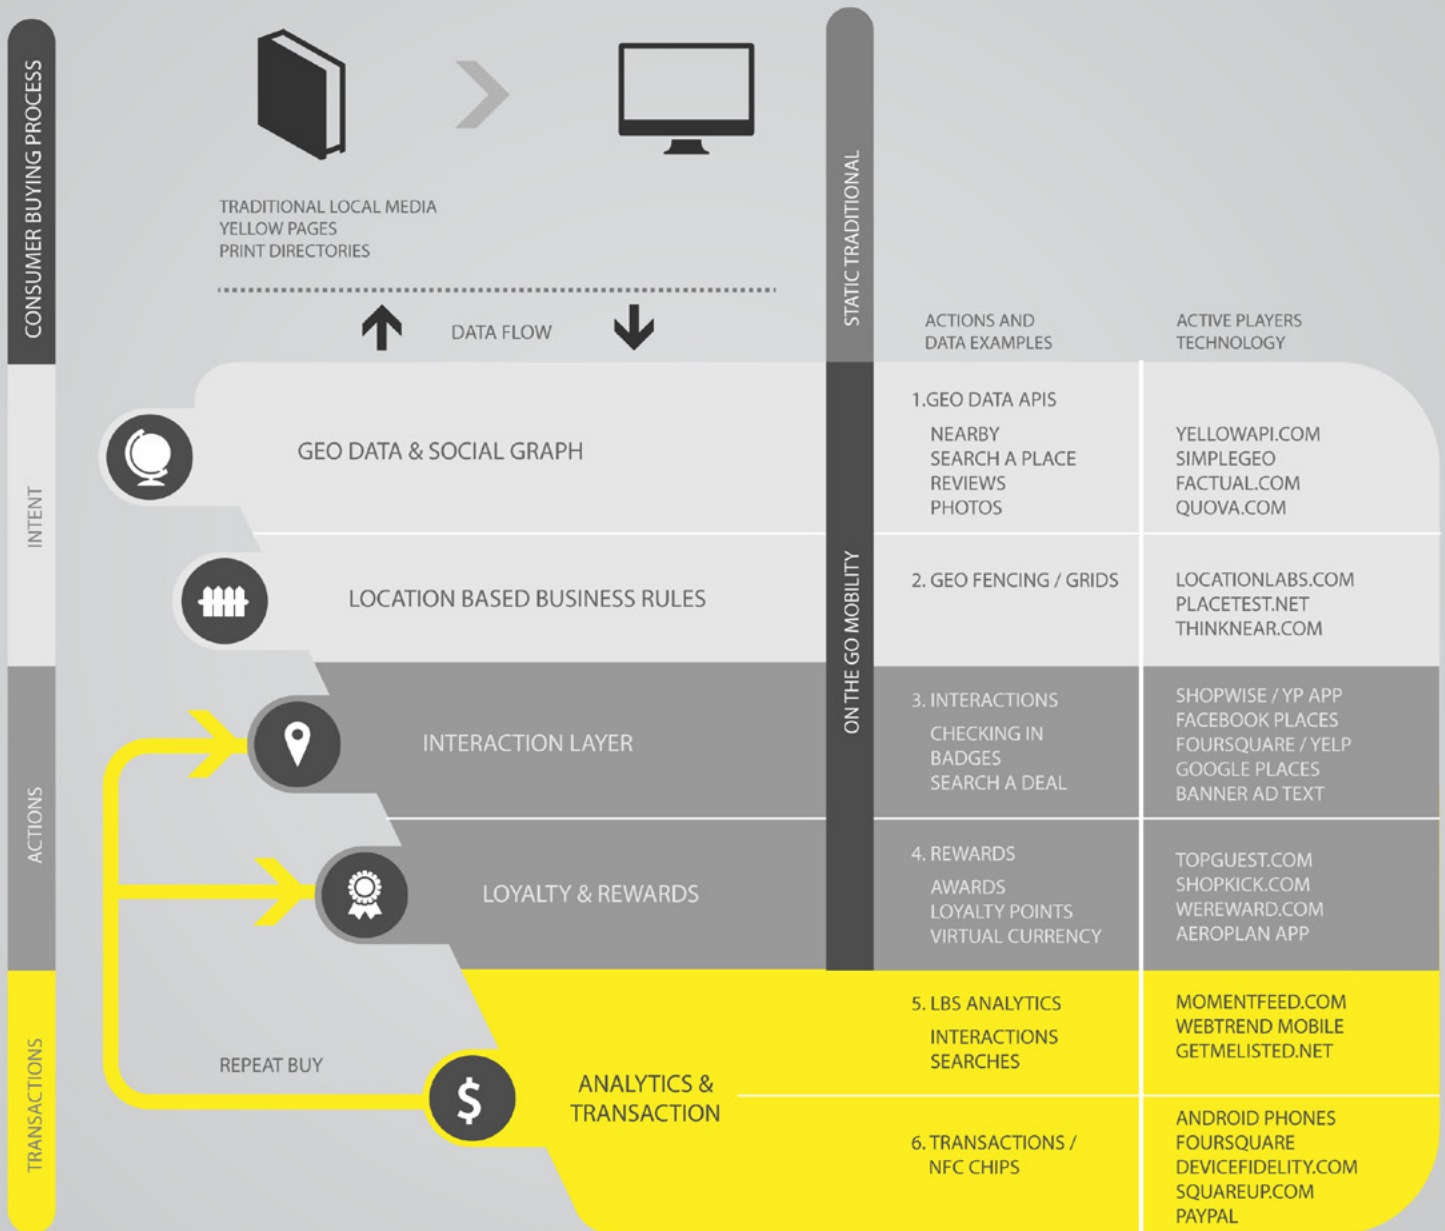 CONSUMER BUYING PROCESS
TRADITIONAL LOCAL MEDIA
YELLOW PAGES
PRINT DIRECTORIES
DATA FLOW
STATIC TRADITIONAL
ACTIONS AND
DATA EXAMPLES
ACTIVE PLAYERS
TECHNOLOGY
INTENT
ON THE GO MOBILITY
GEO DATA & SOCIAL GRAPH
1.GEO DATA APIS
NEARBY
SEARCH A PLACE
REVIEWS
PHOTOS
YELLOWAPI.COM
SIMPLEGEO
FACTUAL.COM
QUOVA.COM
LOCATION BASED BUSINESS RULES
2. GEO FENCING / GRIDS
LOCATIONLABS.COM
PLACETEST.NET
THINKNEAR.COM
ACTIONS
INTERACTION LAYER
3. INTERACTIONS
CHECKING IN
BADGES
SEARCH A DEAL
SHOPWISE / YP APP
FACEBOOK PLACES
FOURSQUARE / YELP
GOOGLE PLACES
BANNER AD TEXT
LOYALTY & REWARDS
4. REWARDS
AWARDS
LOYALTY POINTS
VIRTUAL CURRENCY
TOPGUEST.COM
SHOPKICK.COM
WEREWARD.COM
AEROPLAN APP
TRANSACTIONS
REPEAT BUY
$
ANALYTICS &
TRANSACTION
5. LBS ANALYTICS
INTERACTIONS
SEARCHES
MOMENTFEED.COM
WEBTREND MOBILE
GETMELISTED.NET
6. TRANSACTIONS /
NFC CHIPS
ANDROID PHONES
FOURSQUARE
DEVICEFIDELITY.COM
SQUAREUP.COM
PAYPAL